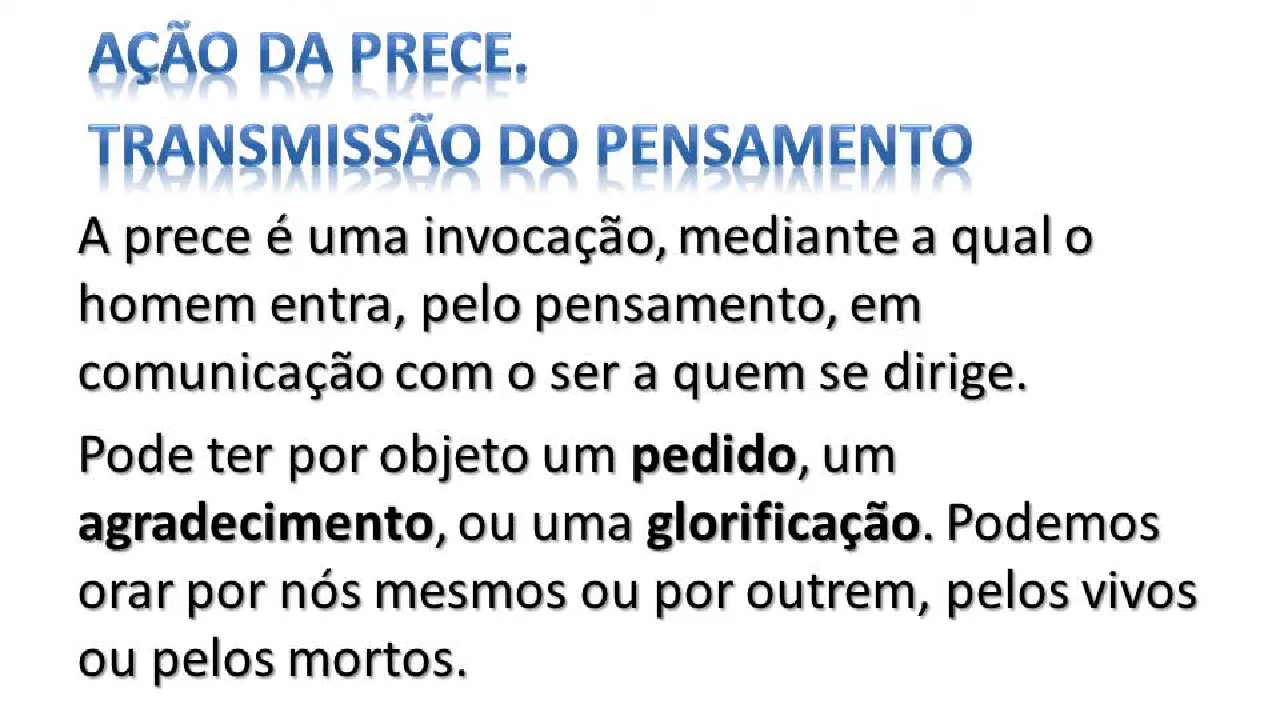 AÇÃO DA PRECE.
TRANSMISSÃO DO PENSAMENTO
A prece é uma invocação, mediante a qual o
homem entra, pelo pensamento, em
comunicação com o ser a quem se dirige.
Pode ter por objeto um pedido, um
agradecimento, ou uma glorificação. Podemos
orar por nós mesmos ou por outrem, pelos vivos
ou pelos mortos.